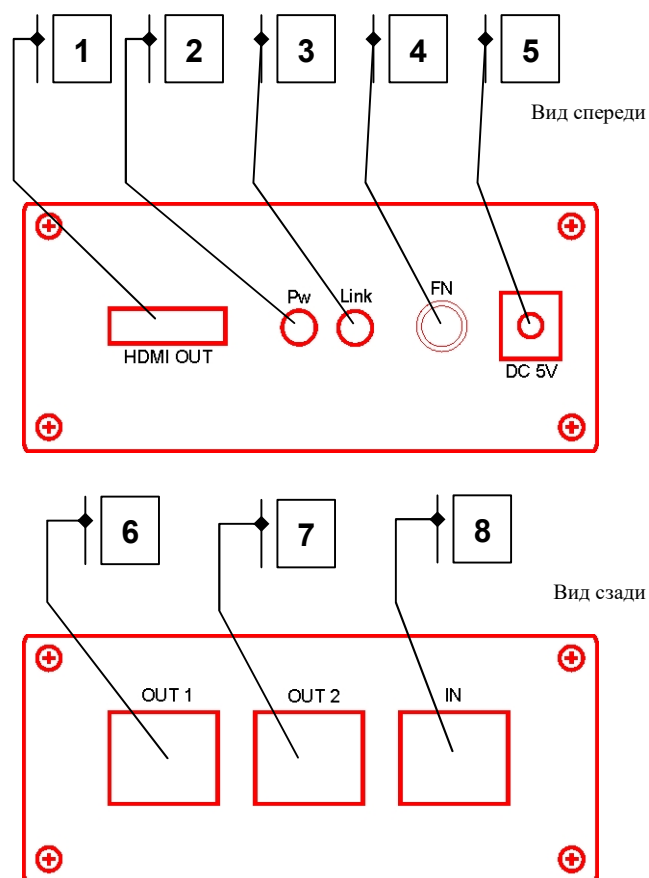 1 2 3 4 5
Вид спереди
Pw Link FN
HDMI OUT DC 5V
6 7 8
Вид сзади
OUT 1 OUT 2 IN